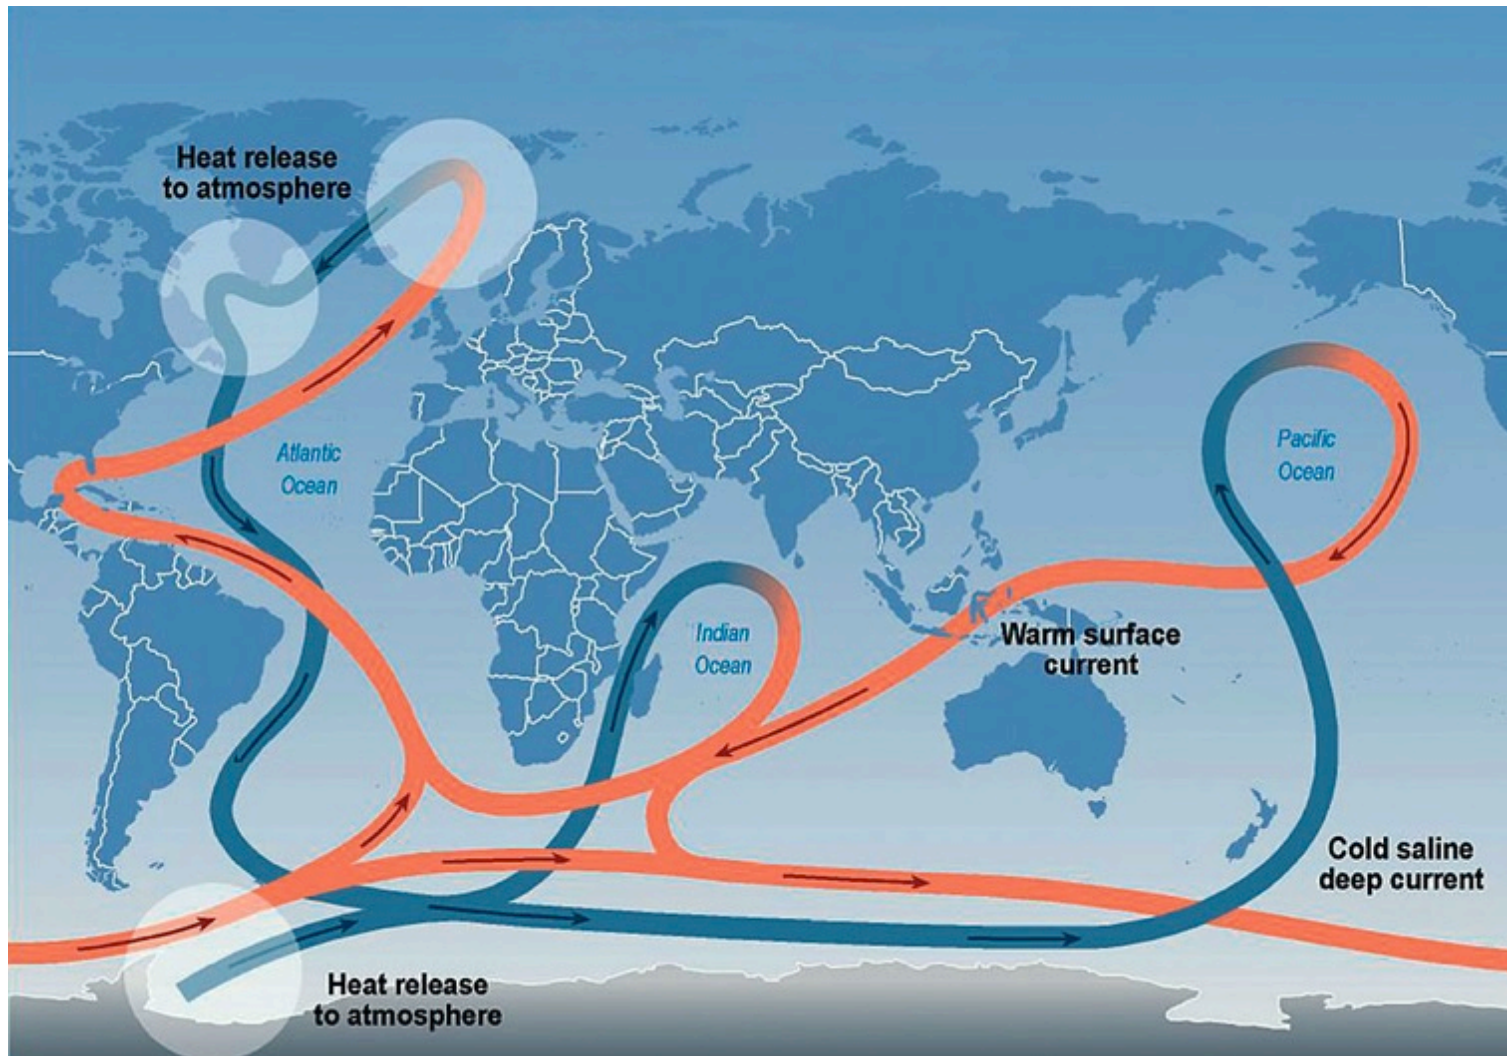 Heat release
to atmosphere
Atlantic
Ocean
Pacific
Ocean
Indian
Ocean
Warm surface
current
Cold saline
deep current
Heat release
to atmosphere